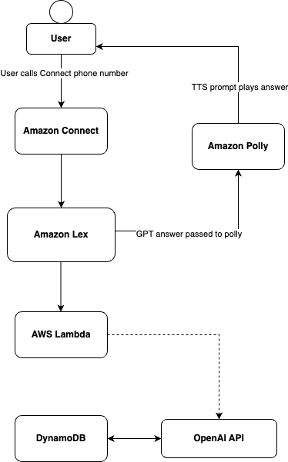 User
User calls Connect phone number
TTS prompt plays answer
Amazon Connect
Amazon Polly
Amazon Lex
GPT answer passed to polly
AWS Lambda
DynamoDB
OpenAI API